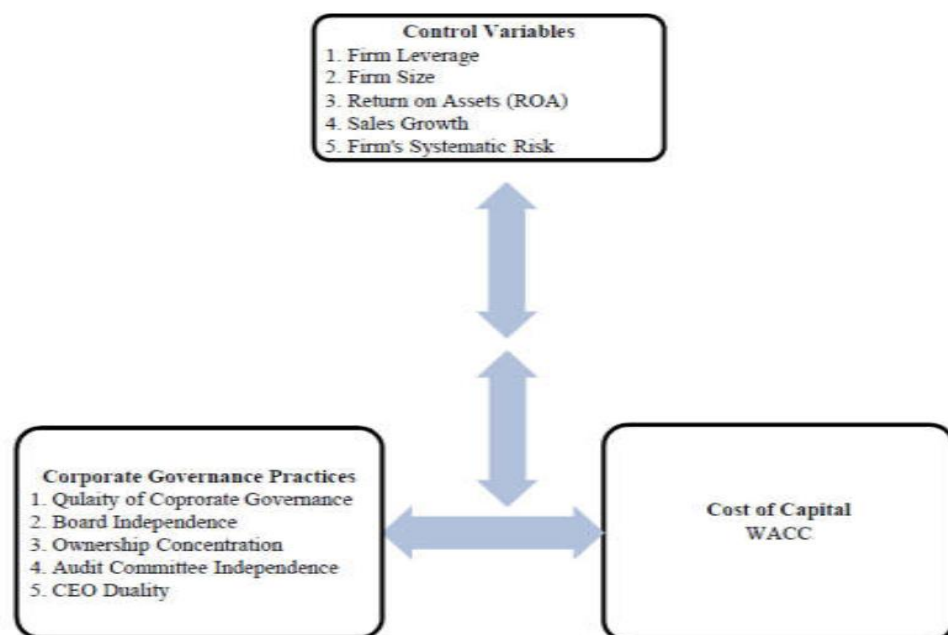 Control Variables
1. Firm Leverage
2. Firm Size
3. Return on Assets (ROA)
4. Sales Growth
5. Firm's Systematic Risk
Corporate Governance Practices
1. Qulaity of Coprorate Governance
2. Board Independence
3. Ownership Concentration
4. Audit Committee Independence
5. CEO Duality
Cost of Capital
WACC